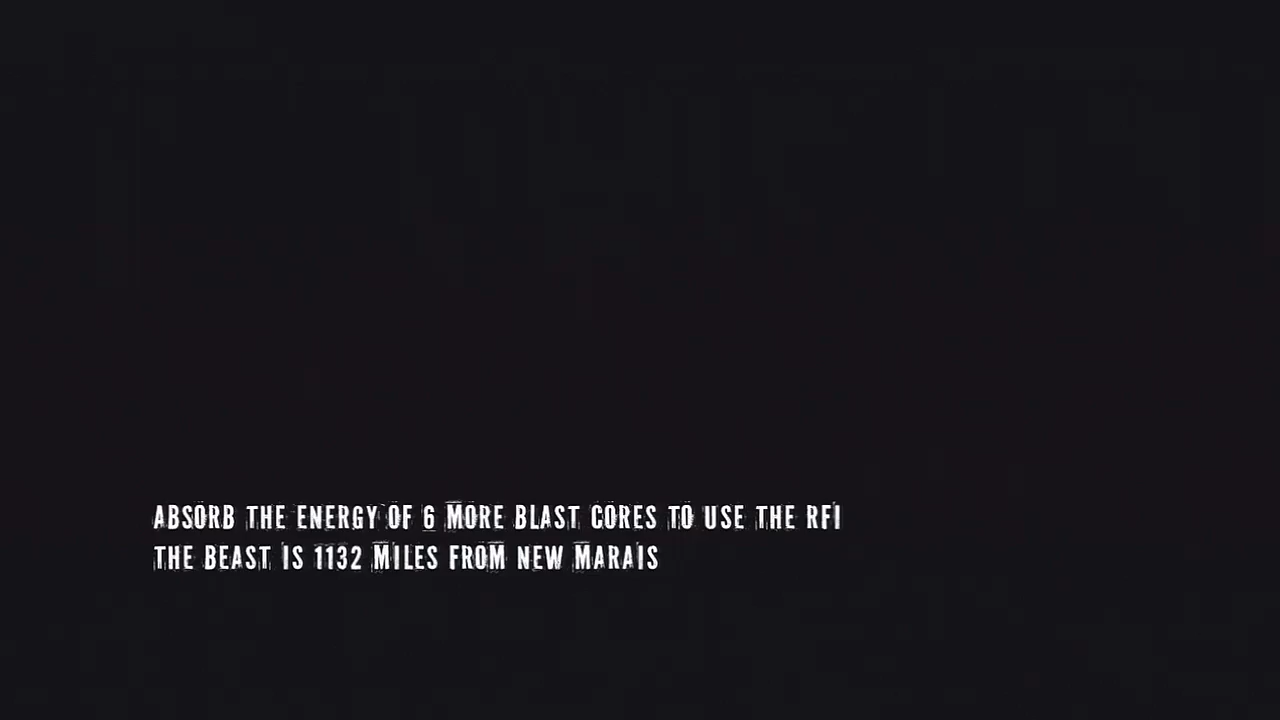 ABSORB THE ENERGY OF 6 MORE BLAST CORES TO USE THE RFI
THE BEAST IS 1132 MILES FROM NEW MARAIS